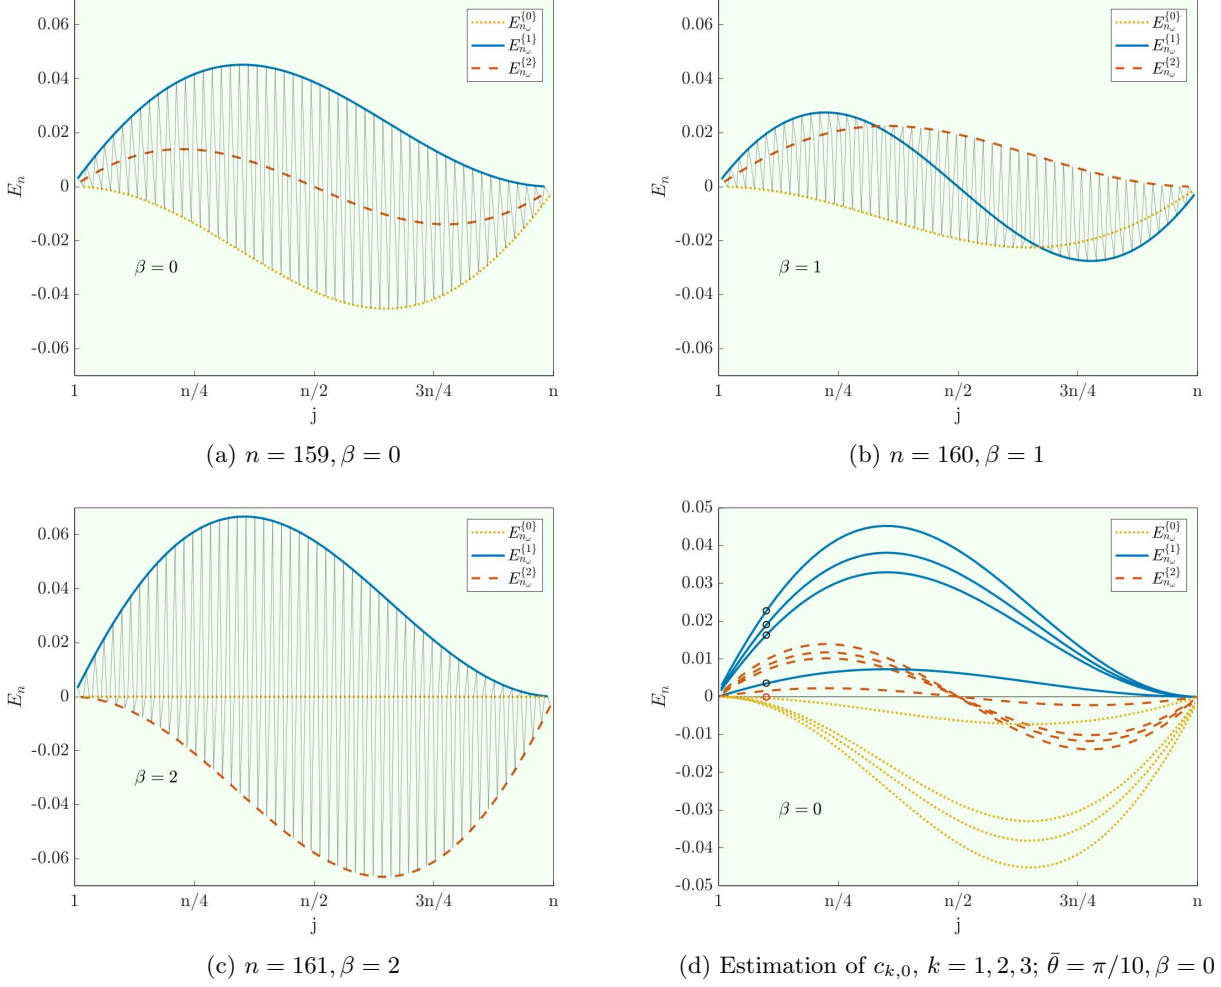 0.06
0.04
0.02
0
-0.02
-0.04
-0.06
E_n
E_{n_ω}^{{0}}
E_{n_ω}^{{1}}
E_{n_ω}^{{2}}
β = 0
1 n/4 n/2 3n/4 n
j
(a) n = 159, β = 0
0.06
0.04
0.02
0
-0.02
-0.04
-0.06
E_n
E_{n_ω}^{{0}}
E_{n_ω}^{{1}}
E_{n_ω}^{{2}}
β = 1
1 n/4 n/2 3n/4 n
j
(b) n = 160, β = 1
0.06
0.04
0.02
0
-0.02
-0.04
-0.06
E_n
E_{n_ω}^{{0}}
E_{n_ω}^{{1}}
E_{n_ω}^{{2}}
β = 2
1 n/4 n/2 3n/4 n
j
(c) n = 161, β = 2
0.05
0.04
0.03
0.02
0.01
0
-0.01
-0.02
-0.03
-0.04
-0.05
E_n
E_{n_ω}^{{0}}
E_{n_ω}^{{1}}
E_{n_ω}^{{2}}
β = 0
1 n/4 n/2 3n/4 n
j
(d) Estimation of c_{k,0}, k = 1, 2, 3; θ̄ = π/10, β = 0